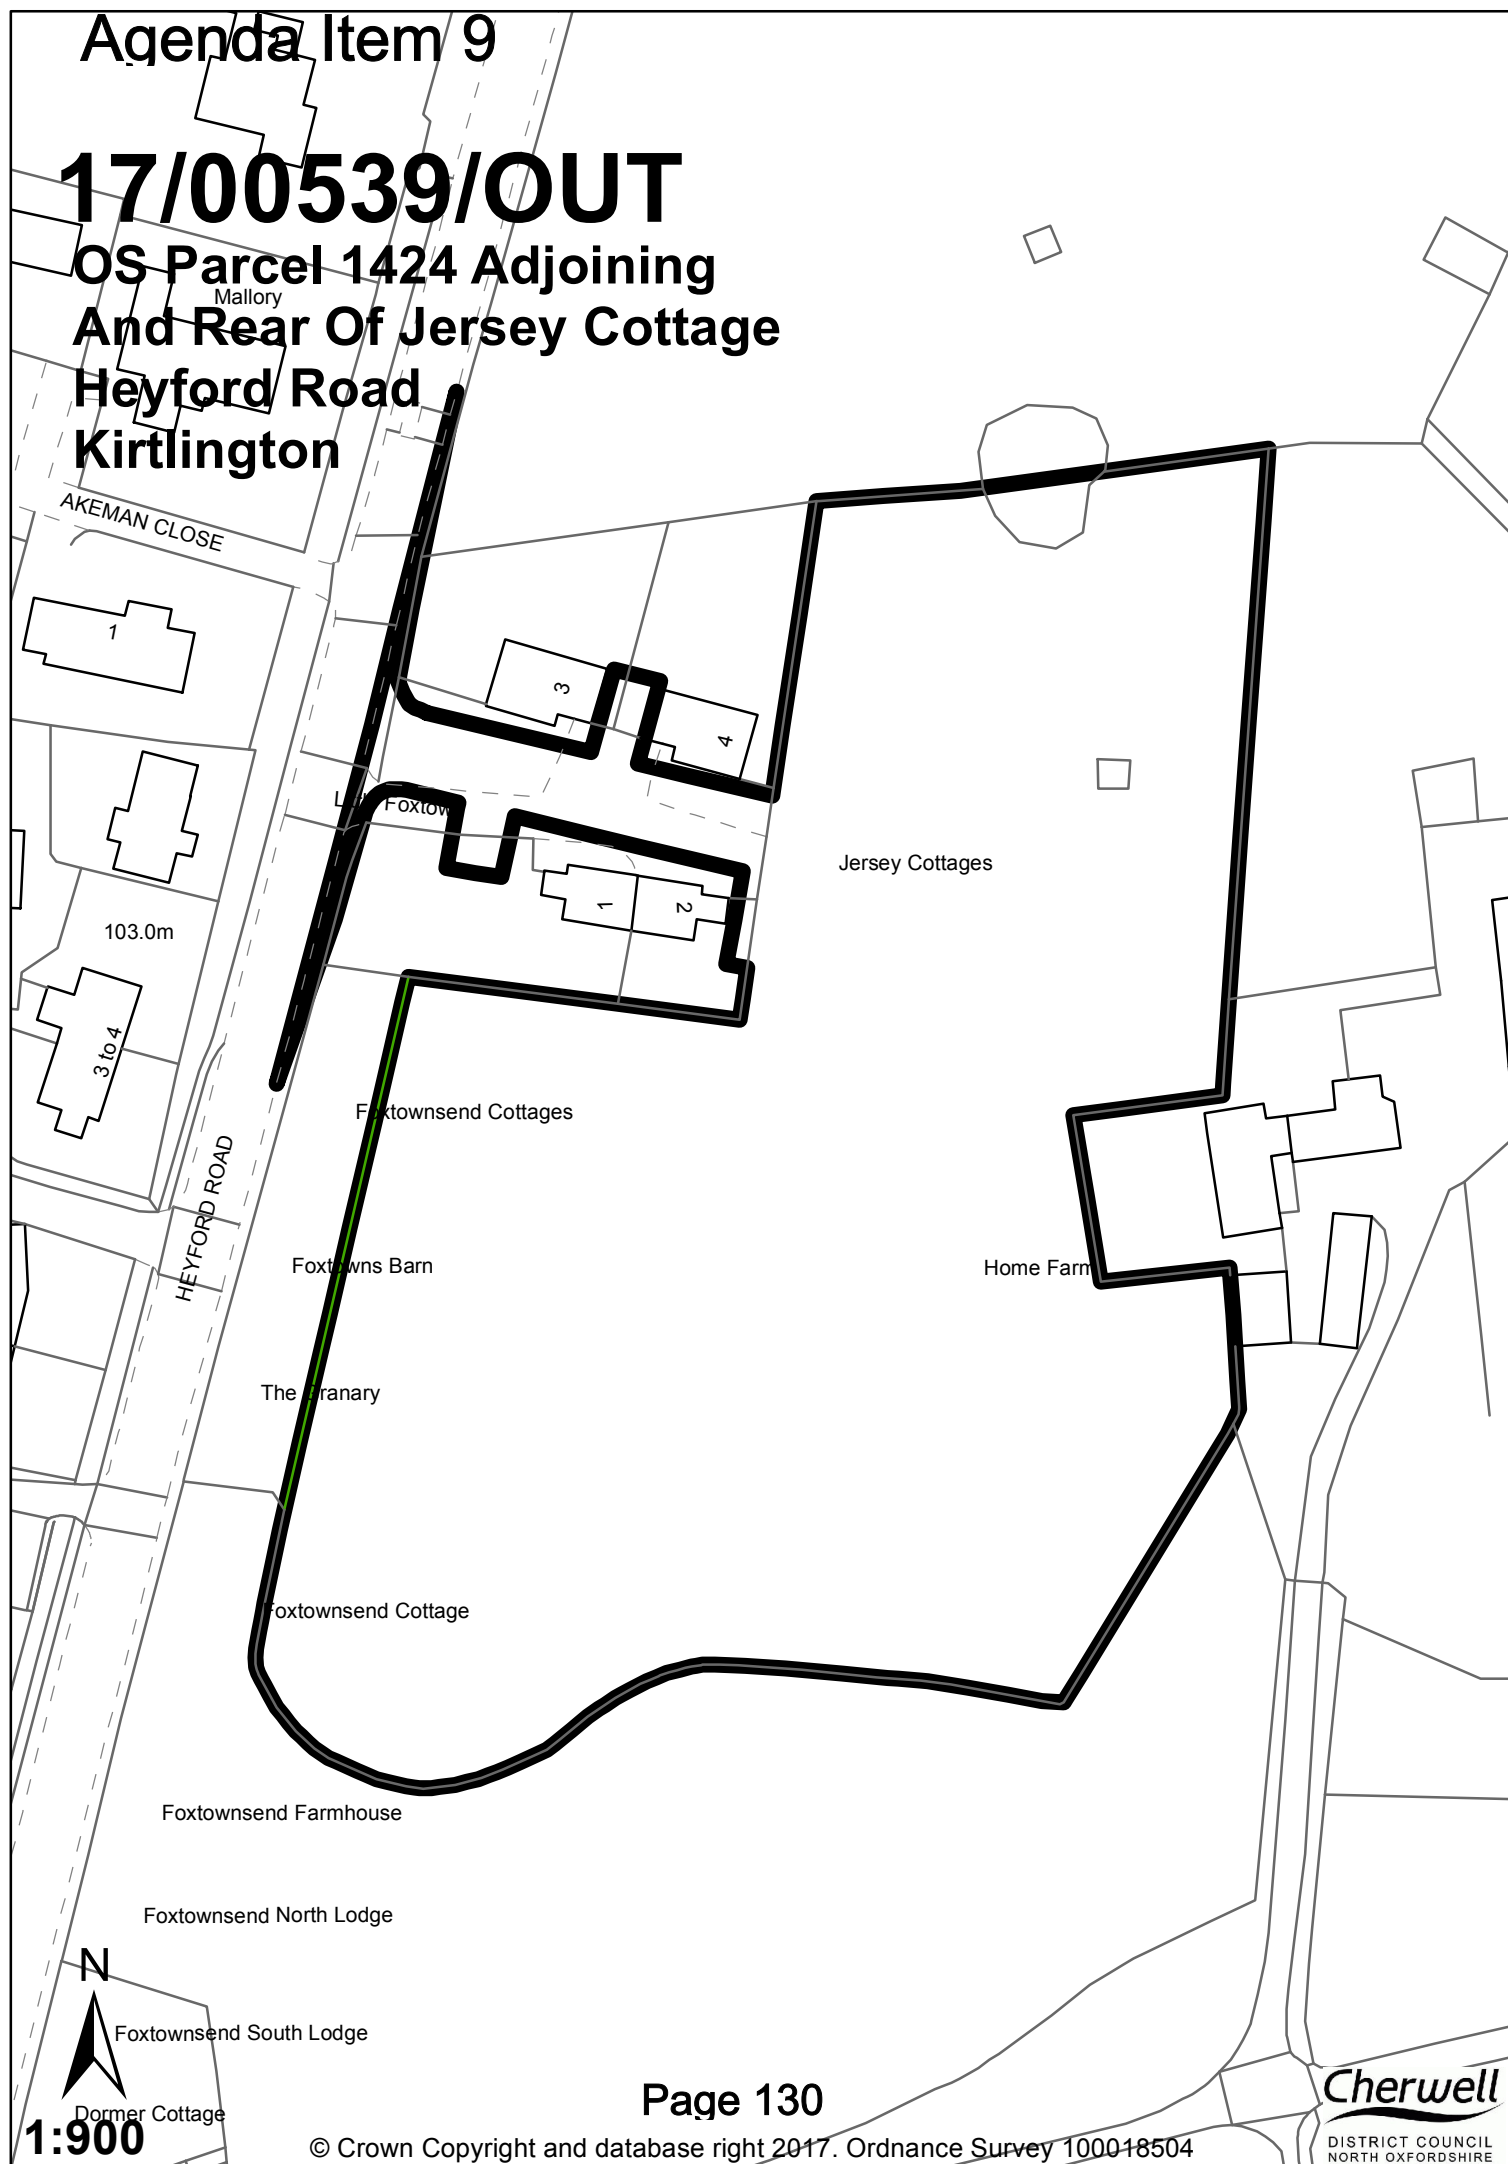 Agenda Item 9
17/00539/OUT
OS Parcel 1424 Adjoining
And Rear Of Jersey Cottage
Heyford Road
Kirtlington
Mallory
AKEMAN CLOSE
1
3
4
Foxtow
Jersey Cottages
1
2
103.0m
3 to 4
Foxtownsend Cottages
HEYFORD ROAD
Foxtowns Barn
Home Farm
The Granary
Foxtownsend Cottage
Foxtownsend Farmhouse
Foxtownsend North Lodge
N
Foxtownsend South Lodge
Dormer Cottage
1:900
Page 130
© Crown Copyright and database right 2017. Ordnance Survey 100018504
Cherwell
DISTRICT COUNCIL
NORTH OXFORDSHIRE